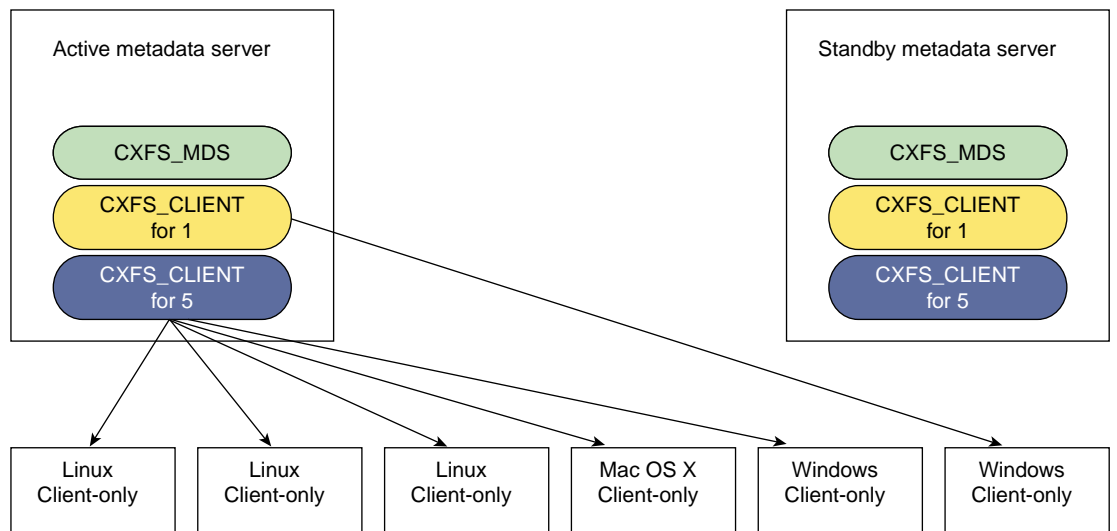 Active metadata server
CXFS_MDS
CXFS_CLIENT
for 1
CXFS_CLIENT
for 5
Standby metadata server
CXFS_MDS
CXFS_CLIENT
for 1
CXFS_CLIENT
for 5
Linux
Client-only
Linux
Client-only
Linux
Client-only
Mac OS X
Client-only
Windows
Client-only
Windows
Client-only